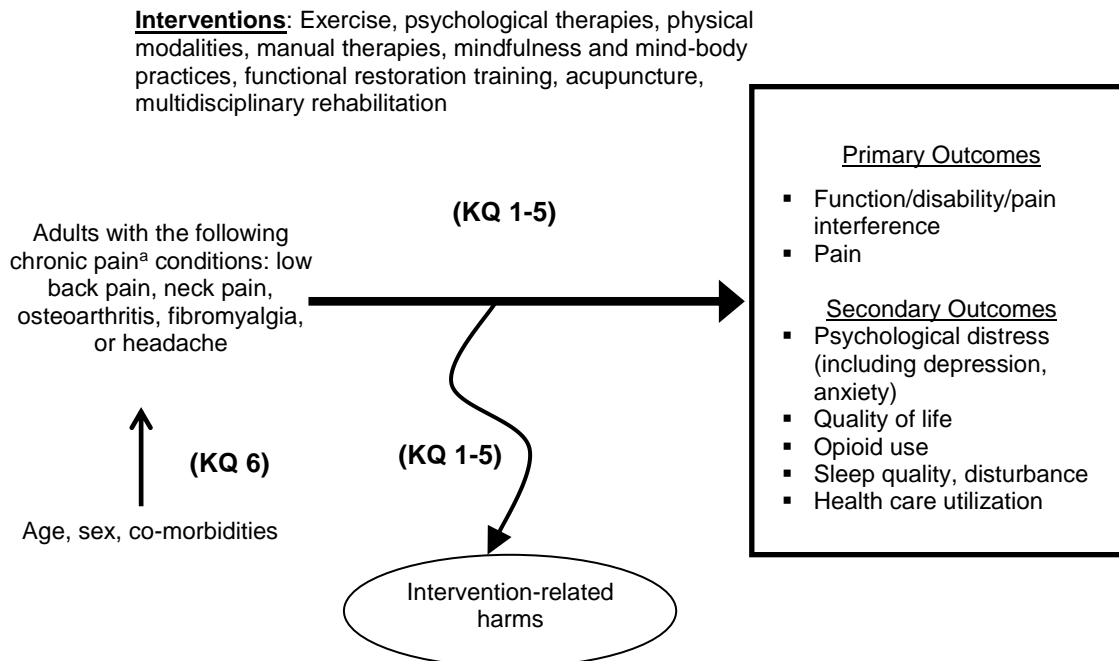 Interventions: Exercise, psychological therapies, physical
modalities, manual therapies, mindfulness and mind-body
practices, functional restoration training, acupuncture,
multidisciplinary rehabilitation
(KQ 1-5)
Adults with the following
chronic painᵃ conditions: low
back pain, neck pain,
osteoarthritis, fibromyalgia,
or headache
(KQ 6)
Age, sex, co-morbidities
(KQ 1-5)
Intervention-related
harms
Primary Outcomes
▪ Function/disability/pain
interference
▪ Pain
Secondary Outcomes
▪ Psychological distress
(including depression,
anxiety)
▪ Quality of life
▪ Opioid use
▪ Sleep quality, disturbance
▪ Health care utilization